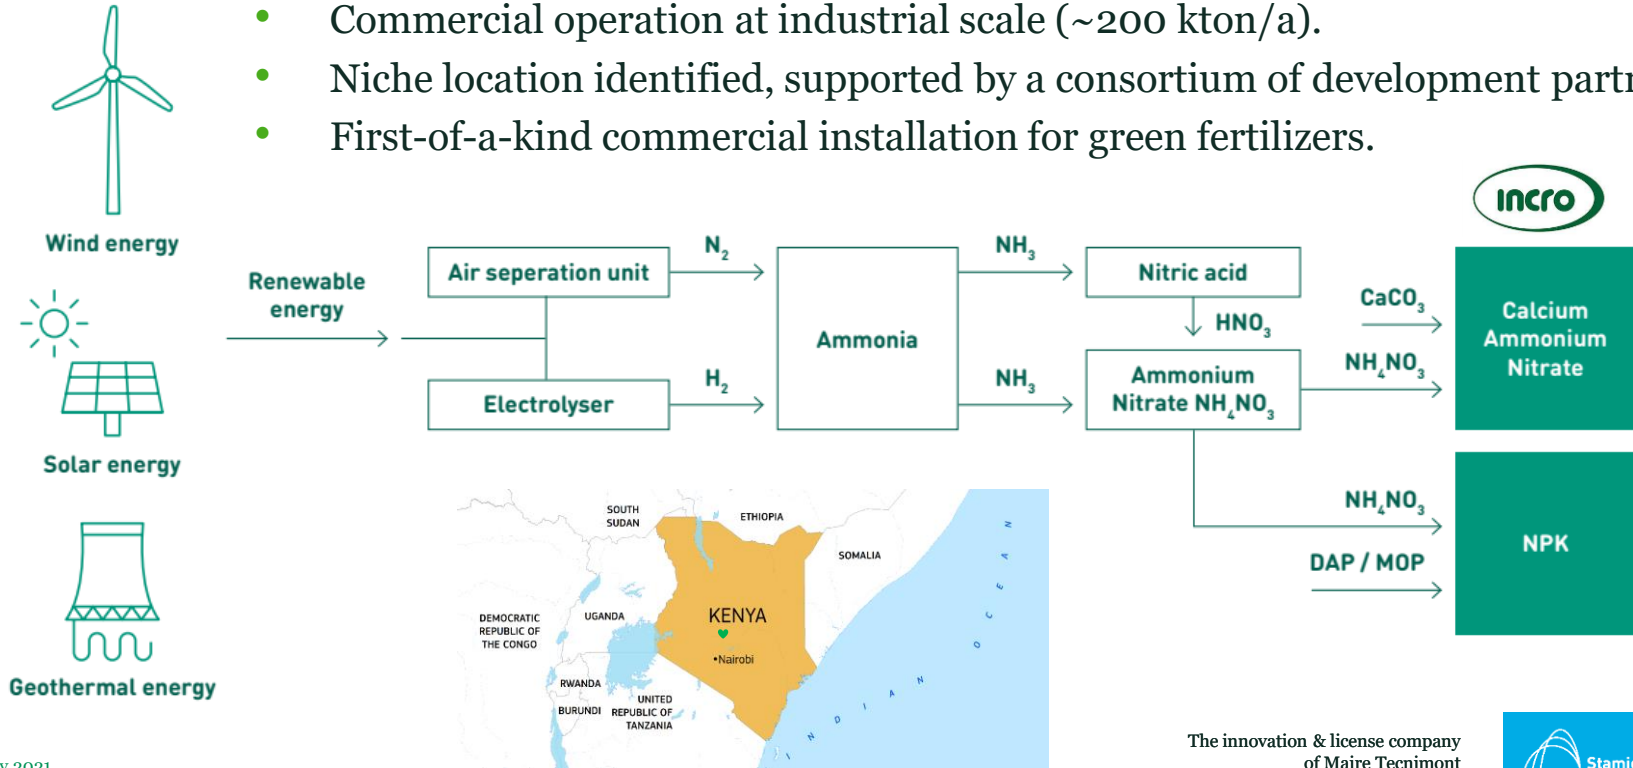 • Commercial operation at industrial scale (~200 kton/a).
• Niche location identified, supported by a consortium of development
• First-of-a-kind commercial installation for green fertilizers.
Incro
Wind energy
Solar energy
Geothermal energy
Renewable
energy
Air seperation unit
Electrolyser
N₂
H₂
Ammonia
NH₃
NH₃
Nitric acid
HNO₃
Ammonium
Nitrate NH₄NO₃
CaCO₃
NH₄NO₃
Calcium
Ammonium
Nitrate
NH₄NO₃
DAP / MOP
NPK
SOUTH
SUDAN
ETHIOPIA
SOMALIA
DEMOCRATIC
REPUBLIC OF
THE CONGO
UGANDA
KENYA
•Nairobi
RWANDA
BURUNDI
UNITED
REPUBLIC OF
TANZANIA
INDIAN OCEAN
2021
The innovation & license company
of Maire Tecnimont